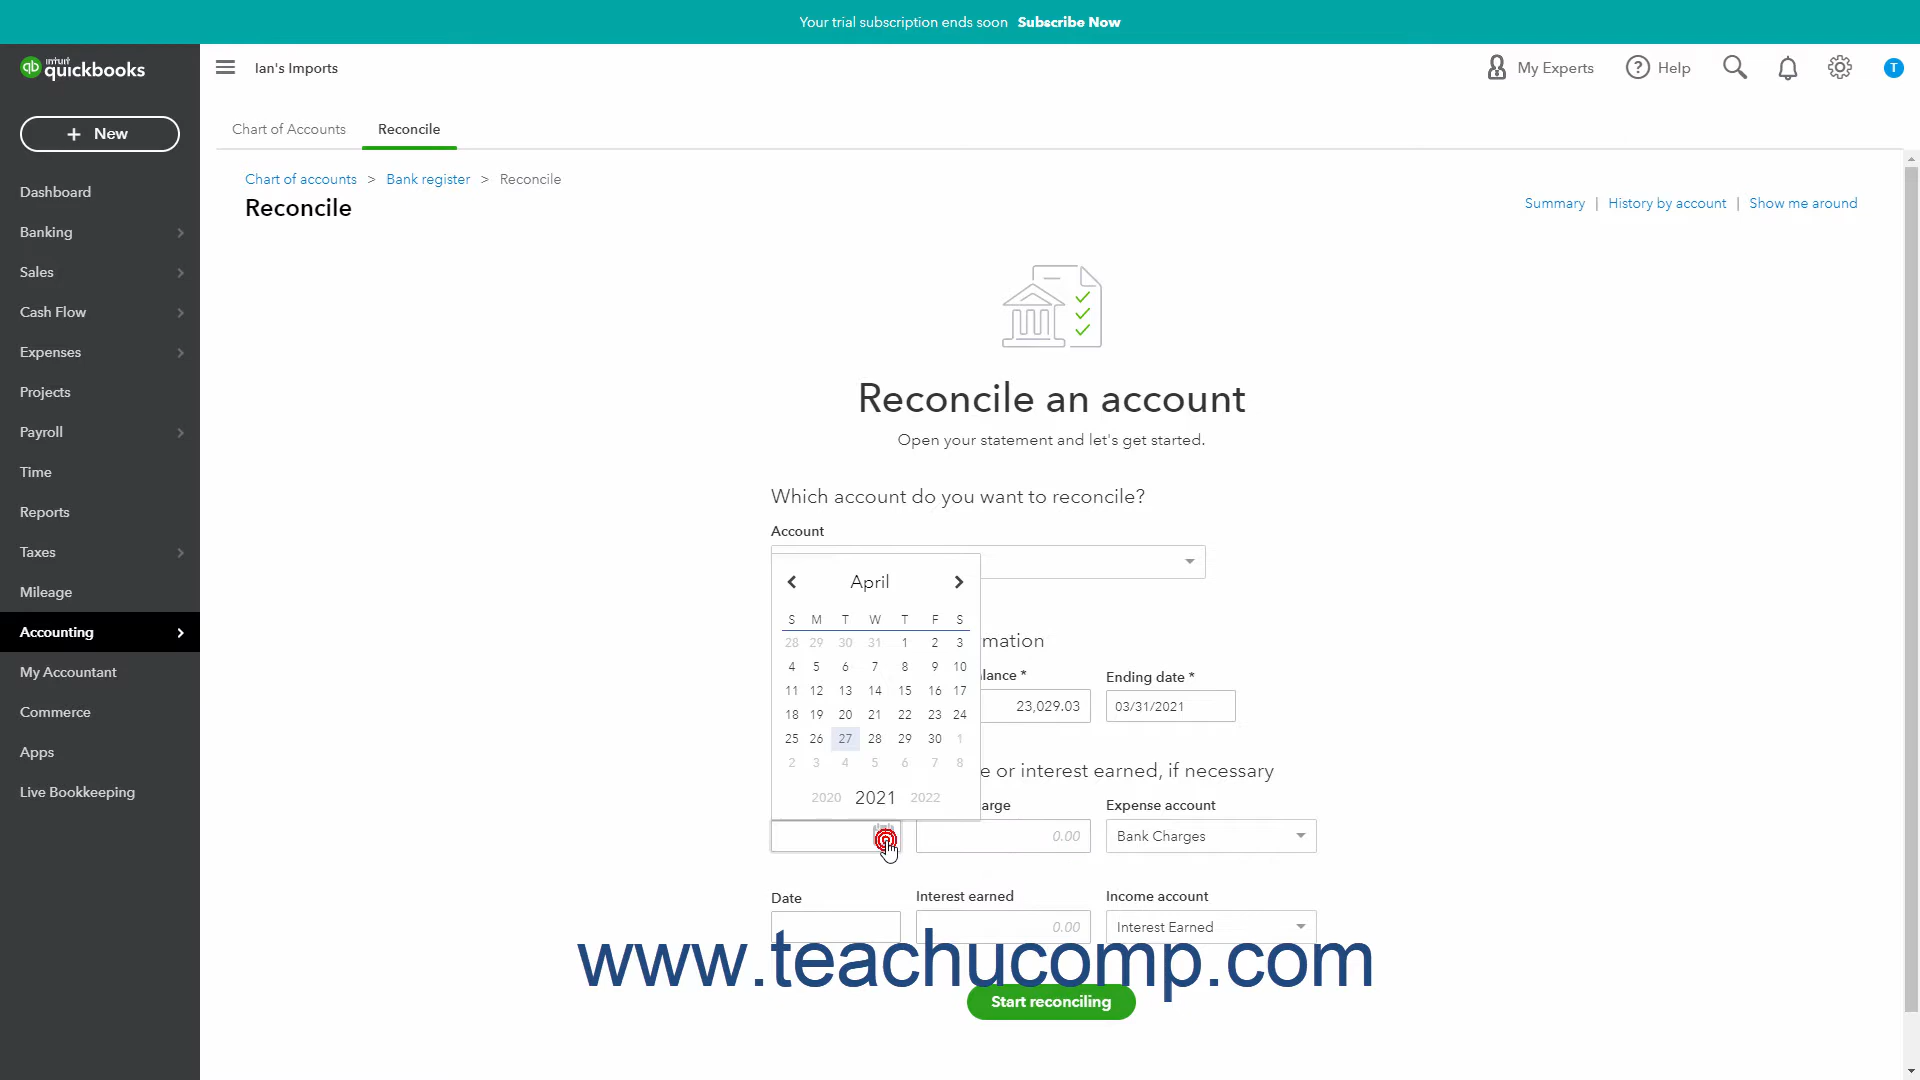 Your trial subscription ends soon Subscribe Now
intuit
quickbooks
Ian's Imports
My Experts
Help
T
+ New
Chart of Accounts
Reconcile
Dashboard
Banking
Sales
Cash Flow
Expenses
Projects
Payroll
Time
Reports
Taxes
Mileage
Accounting
My Accountant
Commerce
Apps
Live Bookkeeping
Chart of accounts > Bank register > Reconcile
Reconcile
Summary | History by account | Show me around
Reconcile an account
Open your statement and let's get started.
Which account do you want to reconcile?
Account
April
S M T W T F S
28 29 30 31 1 2 3
4 5 6 7 8 9 10
11 12 13 14 15 16 17
18 19 20 21 22 23 24
25 26 27 28 29 30 1
2 3 4 5 6 7 8
2020 2021 2022
mation
lance * Ending date *
23,029.03 03/31/2021
e or interest earned, if necessary
arge Expense account
0.00 Bank Charges
Date Interest earned Income account
0.00 Interest Earned
www.teachucomp.com
Start reconciling